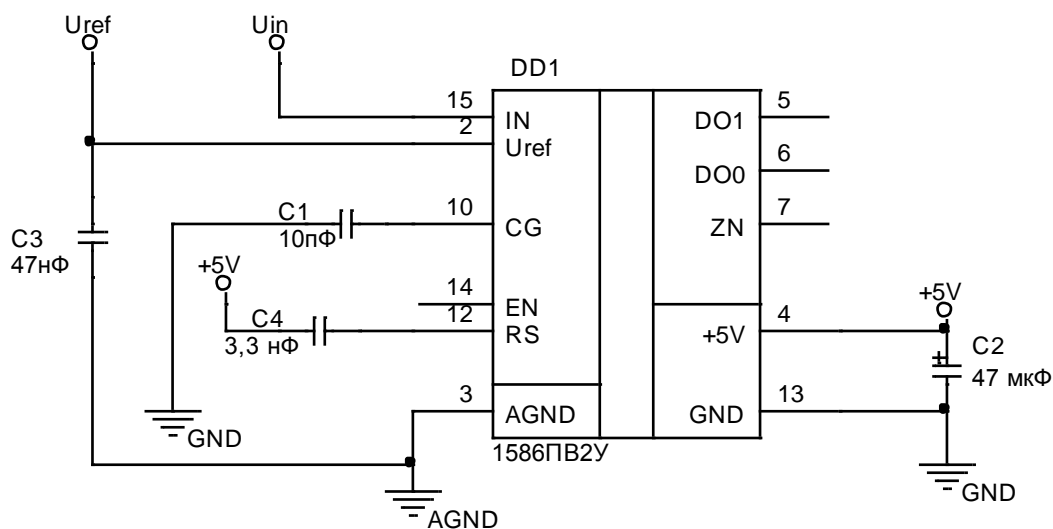 Uref
Uin
DD1
15
IN
2
Uref
5
DO1
6
DO0
7
ZN
C1
10пФ
10
CG
C3
47нФ
+5V
14
EN
C4
3,3 нФ
12
RS
4
+5V
+5V
C2
+
47 мкФ
3
AGND
13
GND
GND
1586ПВ2У
GND
AGND